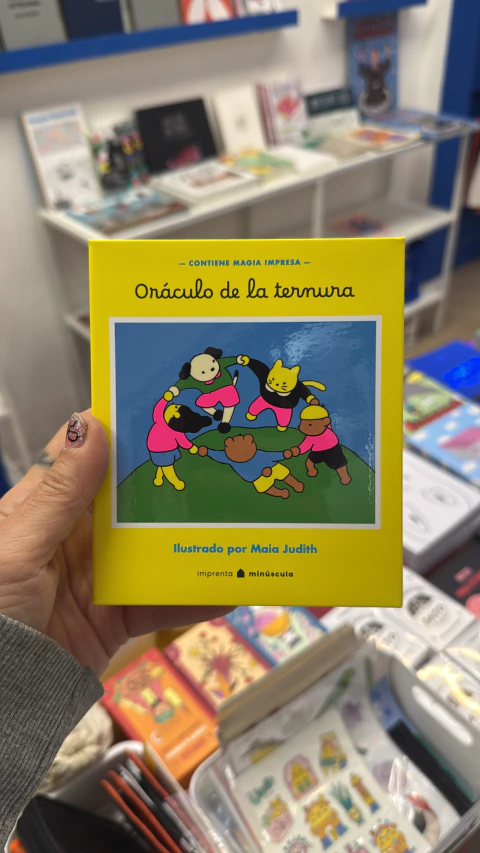 — CONTIENE MAGIA IMPRESA —
Oráculo de la ternura
Ilustrado por Maia Judith
imprenta minúscula